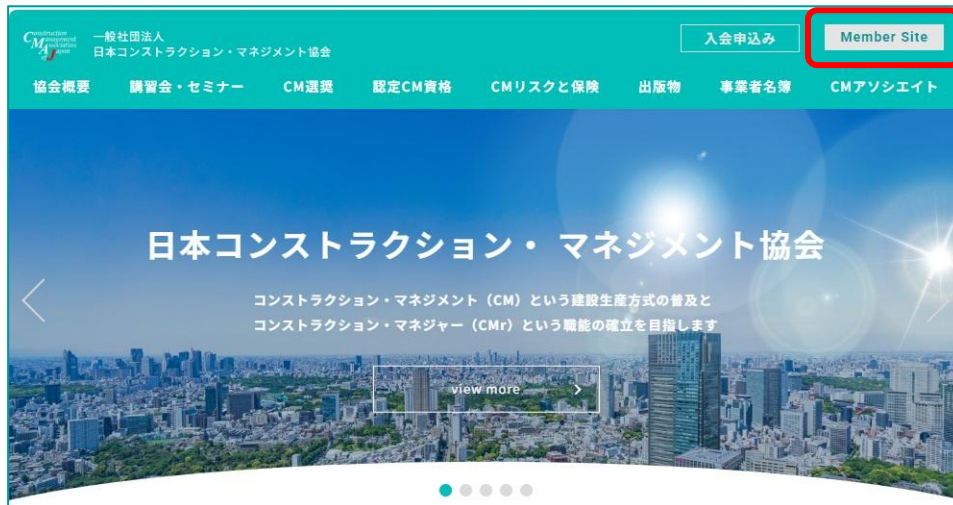 Construction
Management
Association
Japan
一般社団法人
日本コンストラクション・マネジメント協会
入会申込み
Member Site
協会概要 講習会・セミナー CM選奨 認定CM資格 CMリスクと保険 出版物 事業者名簿 CMアソシエイト
日本コンストラクション・ マネジメント協会
コンストラクション・マネジメント（CM）という建設生産方式の普及と
コンストラクション・マネジャー（CMr）という職能の確立を目指します
view more